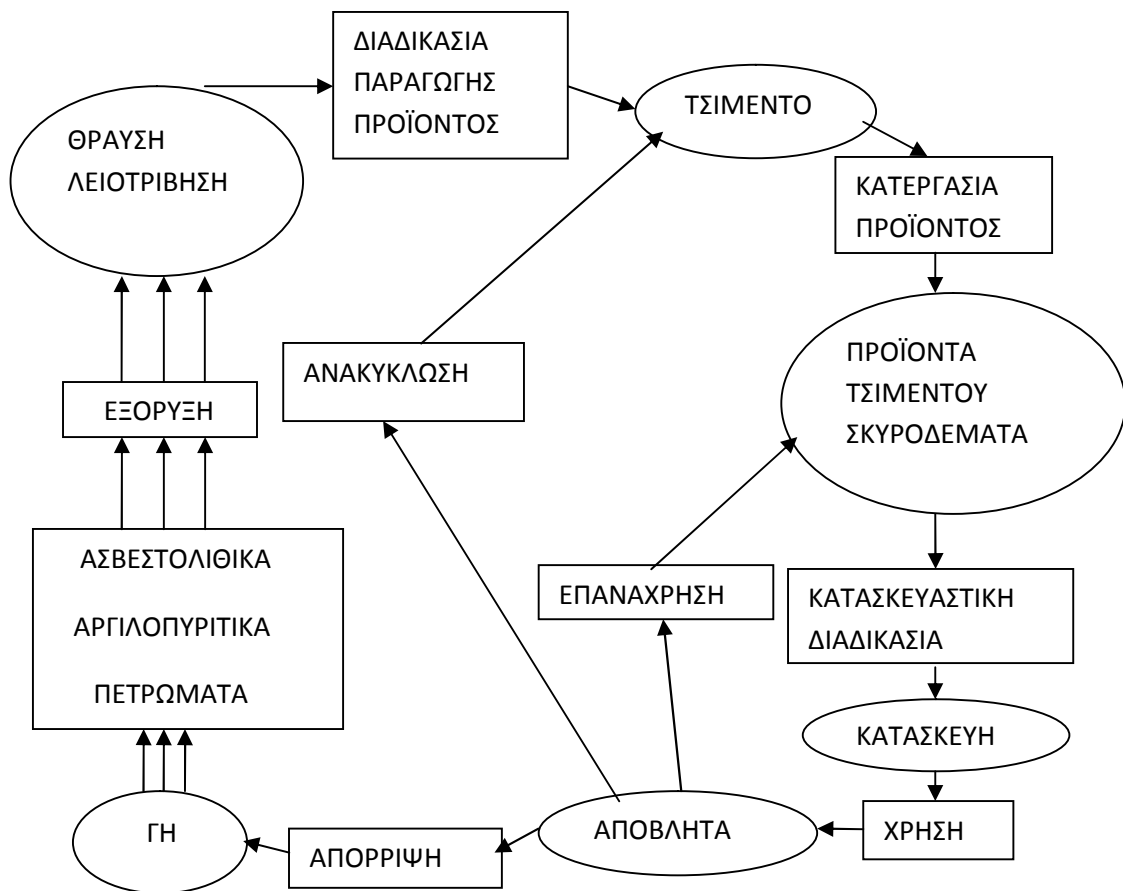 ΔΙΑΔΙΚΑΣΙΑ
ΠΑΡΑΓΩΓΗΣ
ΠΡΟΪΟΝΤΟΣ
ΤΣΙΜΕΝΤΟ
ΘΡΑΥΣΗ
ΛΕΙΟΤΡΙΒΗΣΗ
ΚΑΤΕΡΓΑΣΙΑ
ΠΡΟΪΟΝΤΟΣ
ΑΝΑΚΥΚΛΩΣΗ
ΠΡΟΪΟΝΤΑ
ΤΣΙΜΕΝΤΟΥ
ΣΚΥΡΟΔΕΜΑΤΑ
ΕΞΟΡΥΞΗ
ΑΣΒΕΣΤΟΛΙΘΙΚΑ
ΑΡΓΙΛΟΠΥΡΙΤΙΚΑ
ΠΕΤΡΩΜΑΤΑ
ΕΠΑΝΑΧΡΗΣΗ
ΚΑΤΑΣΚΕΥΑΣΤΙΚΗ
ΔΙΑΔΙΚΑΣΙΑ
ΚΑΤΑΣΚΕΥΗ
ΓΗ
ΑΠΟΡΡΙΨΗ
ΑΠΟΒΛΗΤΑ
ΧΡΗΣΗ